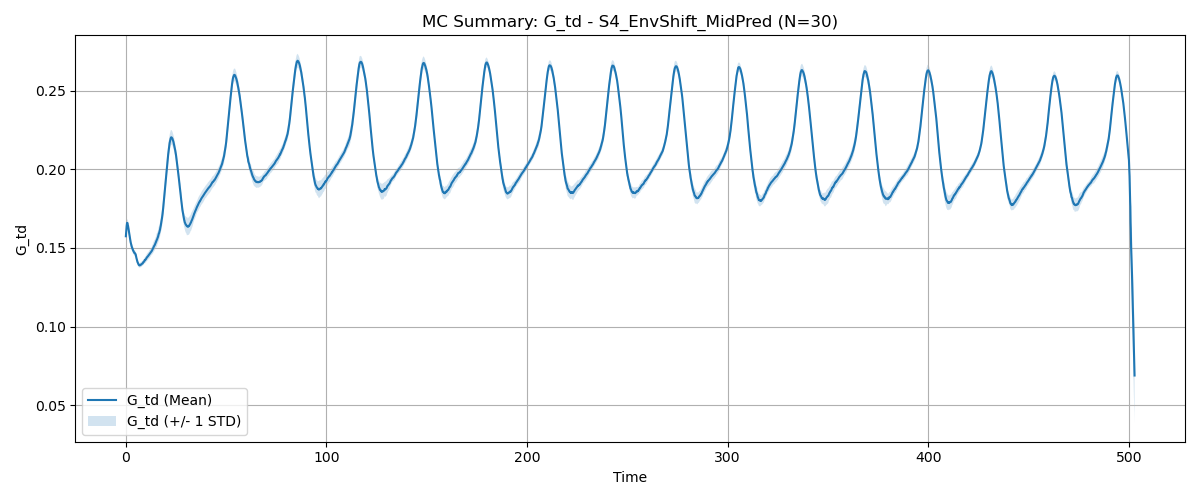 MC Summary: G_td - S4_EnvShift_MidPred (N=30)
G_td
0.25
0.20
0.15
0.10
0.05
G_td (Mean)
G_td (+/- 1 STD)
0 100 200 300 400 500
Time